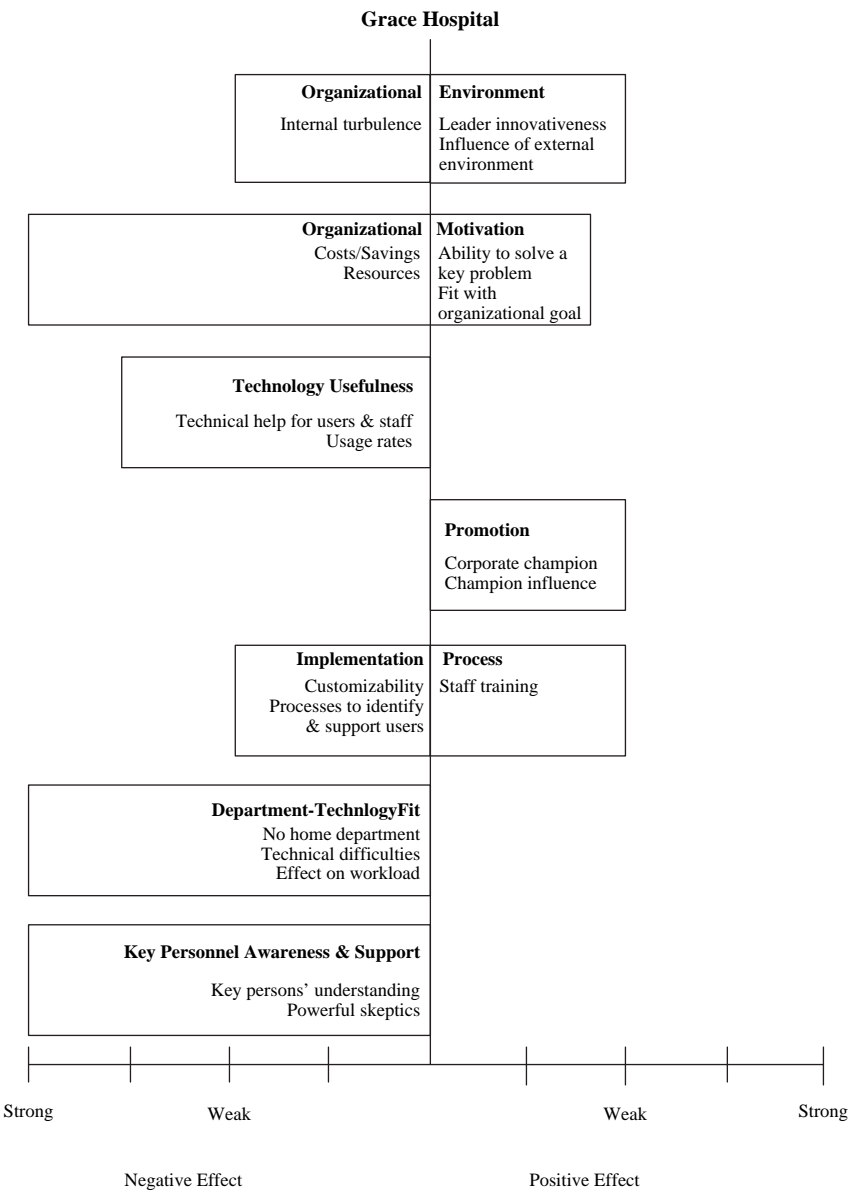 Grace Hospital
Organizational Environment
Internal turbulence
Leader innovativeness
Influence of external
environment
Organizational Motivation
Costs/Savings
Resources
Ability to solve a
key problem
Fit with
organizational goal
Technology Usefulness
Technical help for users & staff
Usage rates
Promotion
Corporate champion
Champion influence
Implementation Process
Customizability
Processes to identify
& support users
Staff training
Department-TechnlogyFit
No home department
Technical difficulties
Effect on workload
Key Personnel Awareness & Support
Key persons’ understanding
Powerful skeptics
Strong Weak Weak Strong
Negative Effect Positive Effect